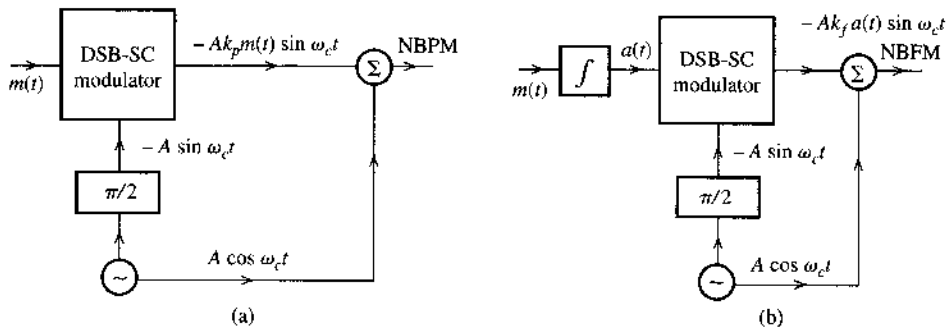 − Ak_p m(t) sin ω_c t
NBPM
DSB-SC
modulator
m(t)
Σ
− A sin ω_c t
π/2
~
A cos ω_c t
(a)
− Ak_f a(t) sin ω_c t
NBFM
a(t)
DSB-SC
modulator
m(t)
∫
Σ
− A sin ω_c t
π/2
~
A cos ω_c t
(b)